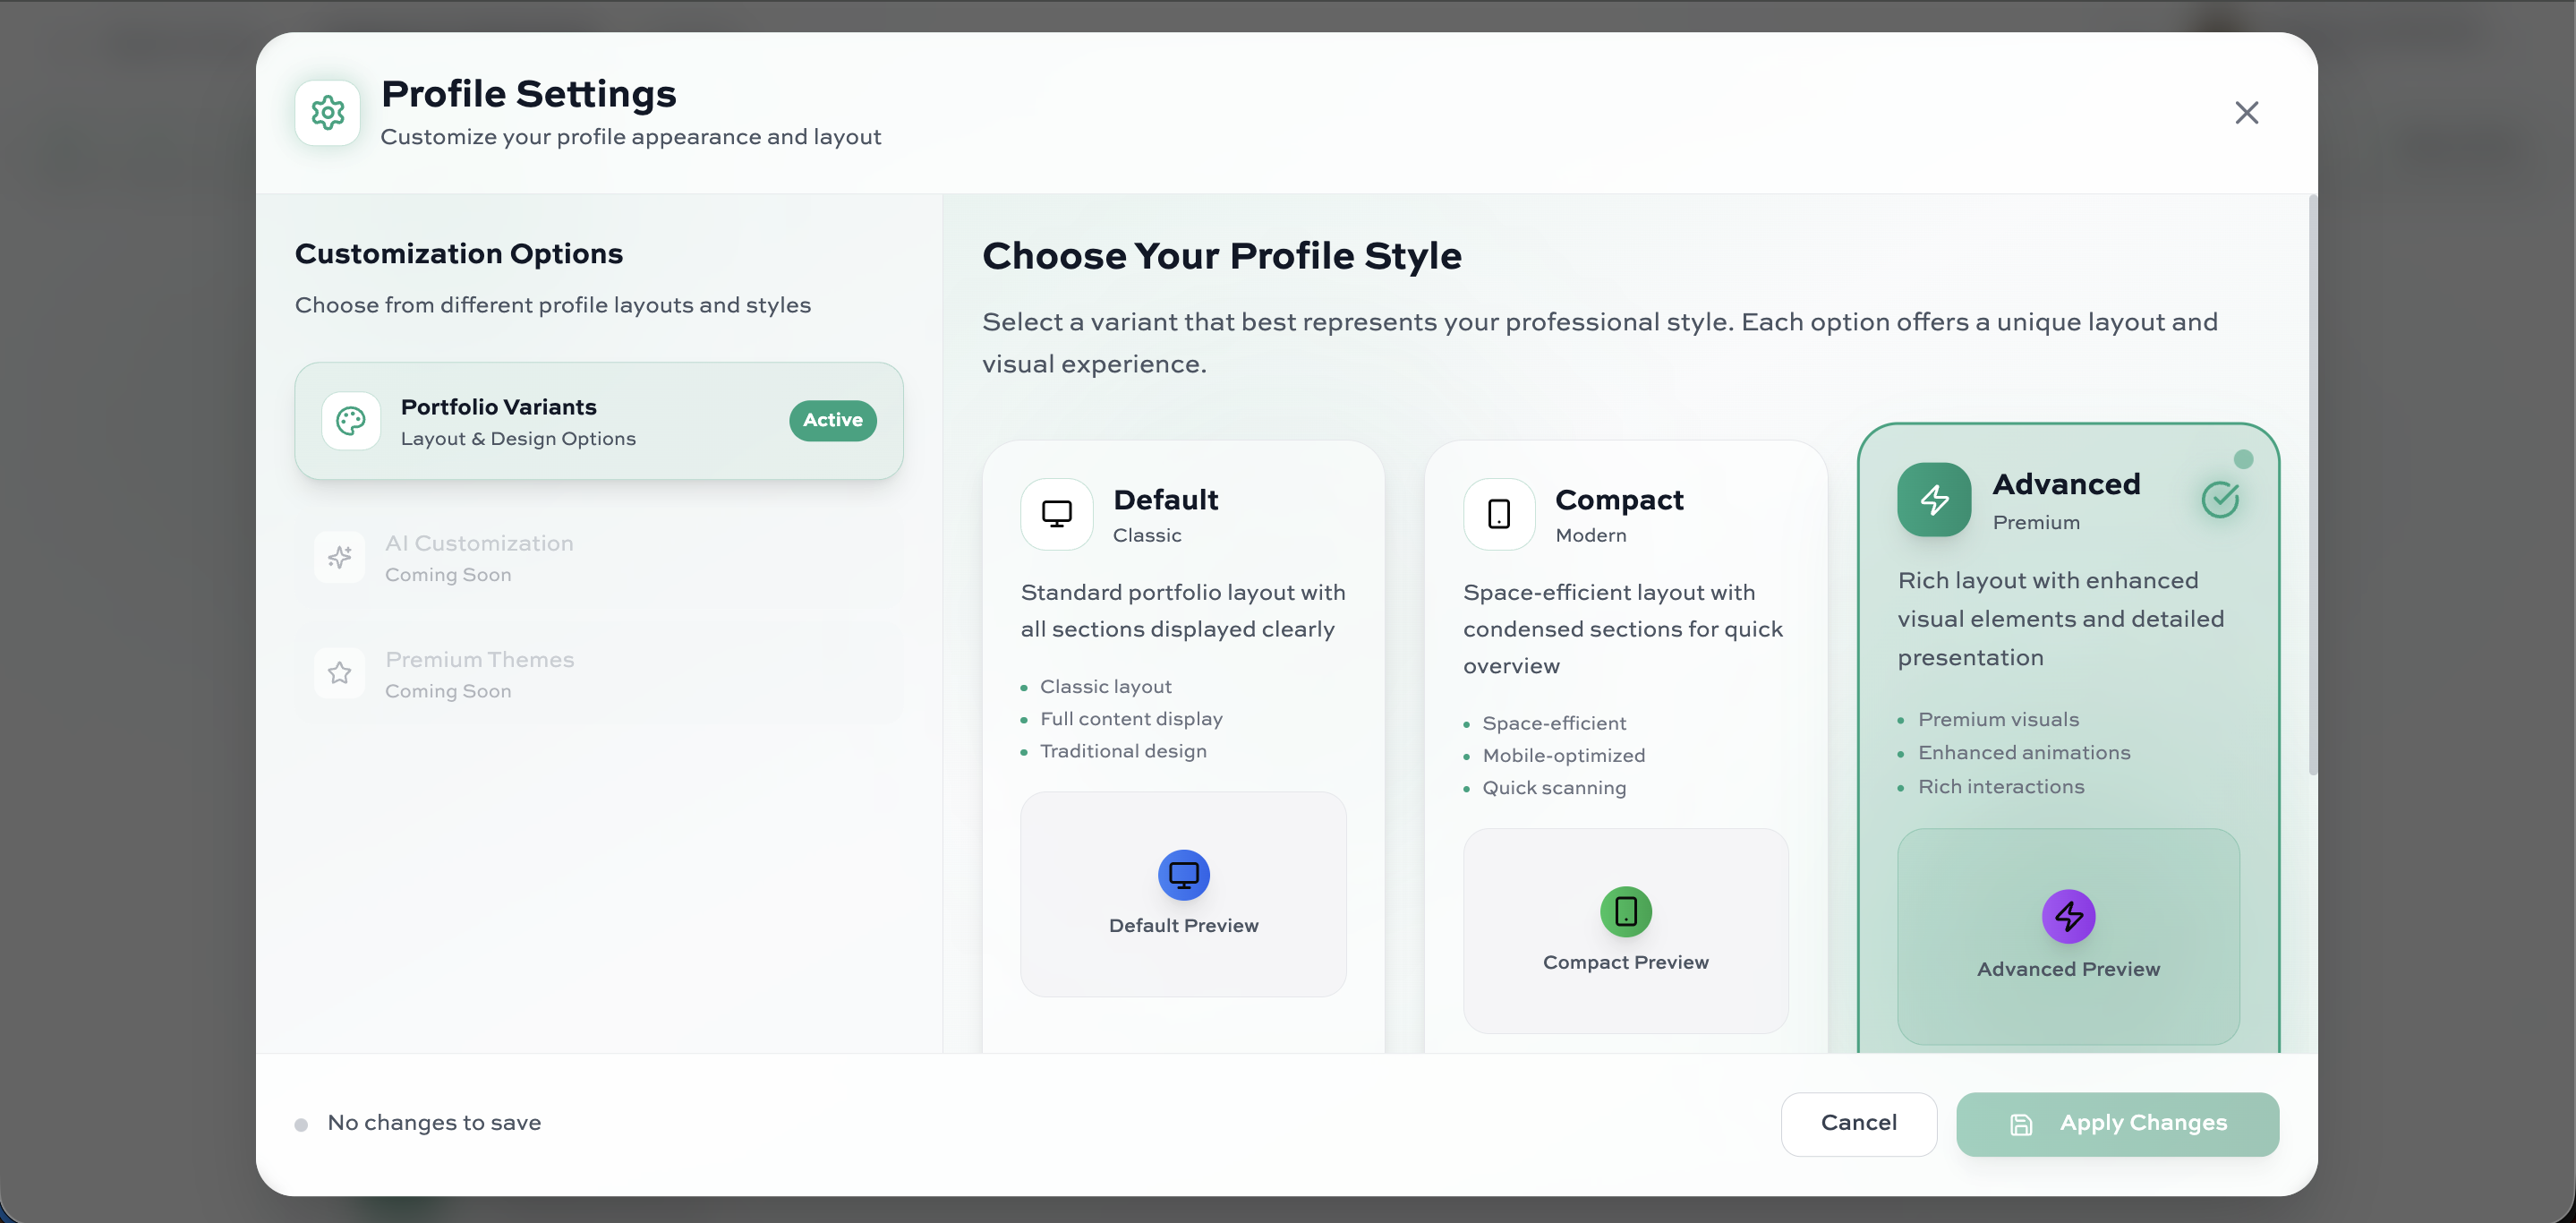 Profile Settings
Customize your profile appearance and layout
Customization Options
Choose from different profile layouts and styles
Portfolio Variants
Layout & Design Options
Active
AI Customization
Coming Soon
Premium Themes
Coming Soon
Choose Your Profile Style
Select a variant that best represents your professional style. Each option offers a unique layout and
visual experience.
Default
Classic
Standard portfolio layout with
all sections displayed clearly
Classic layout
Full content display
Traditional design
Default Preview
Compact
Modern
Space-efficient layout with
condensed sections for quick
overview
Space-efficient
Mobile-optimized
Quick scanning
Compact Preview
Advanced
Premium
Rich layout with enhanced
visual elements and detailed
presentation
Premium visuals
Enhanced animations
Rich interactions
Advanced Preview
No changes to save
Cancel
Apply Changes